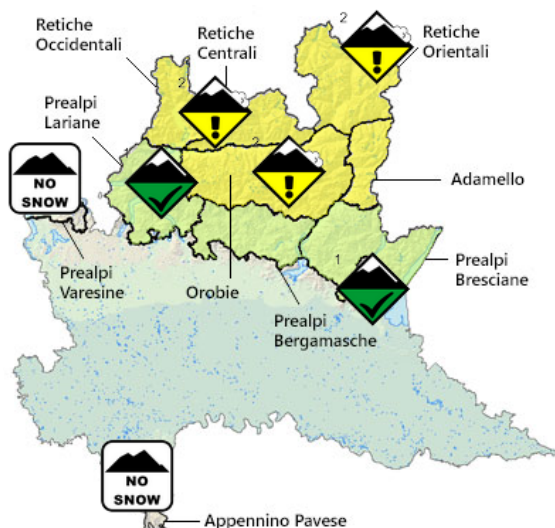 Retiche
Occidentali
Retiche
Centrali
2
Retiche
Orientali
2
2
Prealpi
Lariane
NO
SNOW
Adamello
Prealpi
Varesine
Orobie
1
Prealpi
Bresciane
Prealpi
Bergamasche
NO
SNOW
Appennino Pavese